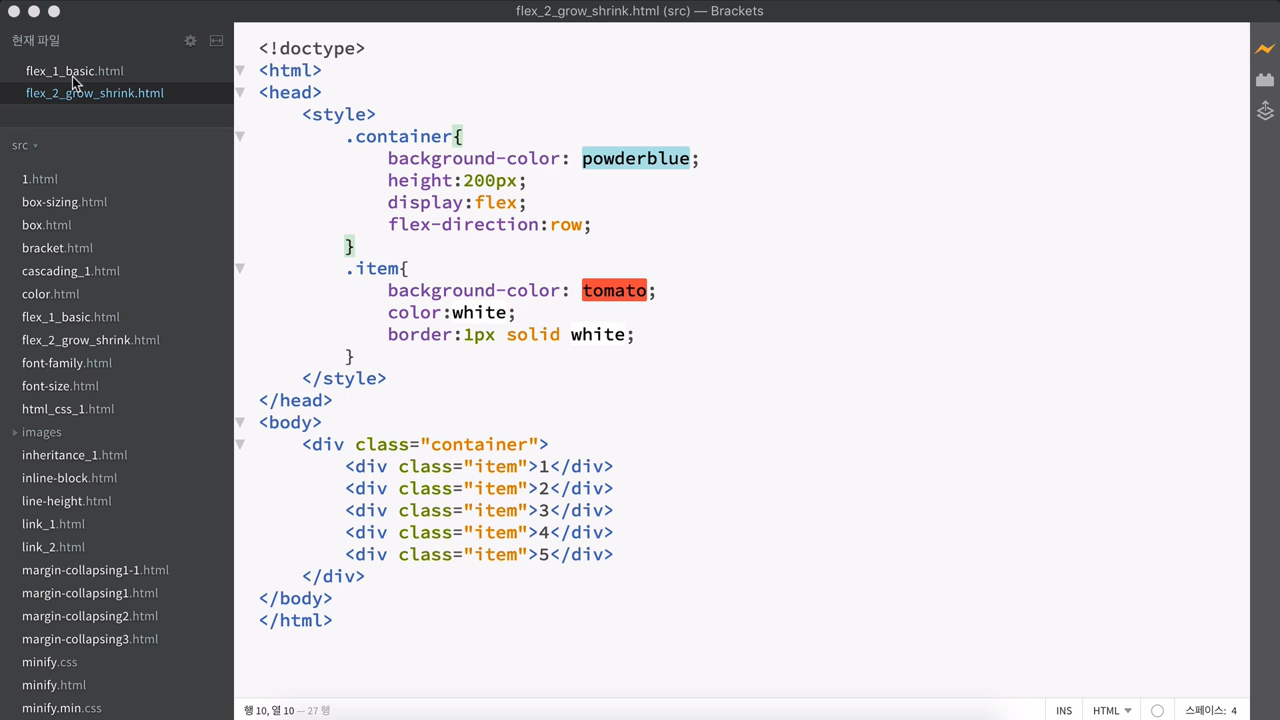 flex_2_grow_shrink.html (src) — Brackets
현재 파일
flex_1_basic.html
flex_2_grow_shrink.html
src
1.html
box-sizing.html
box.html
bracket.html
cascading_1.html
color.html
flex_1_basic.html
flex_2_grow_shrink.html
font-family.html
font-size.html
html_css_1.html
images
inheritance_1.html
inline-block.html
line-height.html
link_1.html
link_2.html
margin-collapsing1-1.html
margin-collapsing1.html
margin-collapsing2.html
margin-collapsing3.html
minify.css
minify.html
minify.min.css
<!doctype>
<html>
<head>
    <style>
        .container{
            background-color: powderblue;
            height:200px;
            display:flex;
            flex-direction:row;
        }
        .item{
            background-color: tomato;
            color:white;
            border:1px solid white;
        }
    </style>
</head>
<body>
    <div class="container">
        <div class="item">1</div>
        <div class="item">2</div>
        <div class="item">3</div>
        <div class="item">4</div>
        <div class="item">5</div>
    </div>
</body>
</html>
행 10, 열 10 — 27 행
INS HTML 스페이스: 4